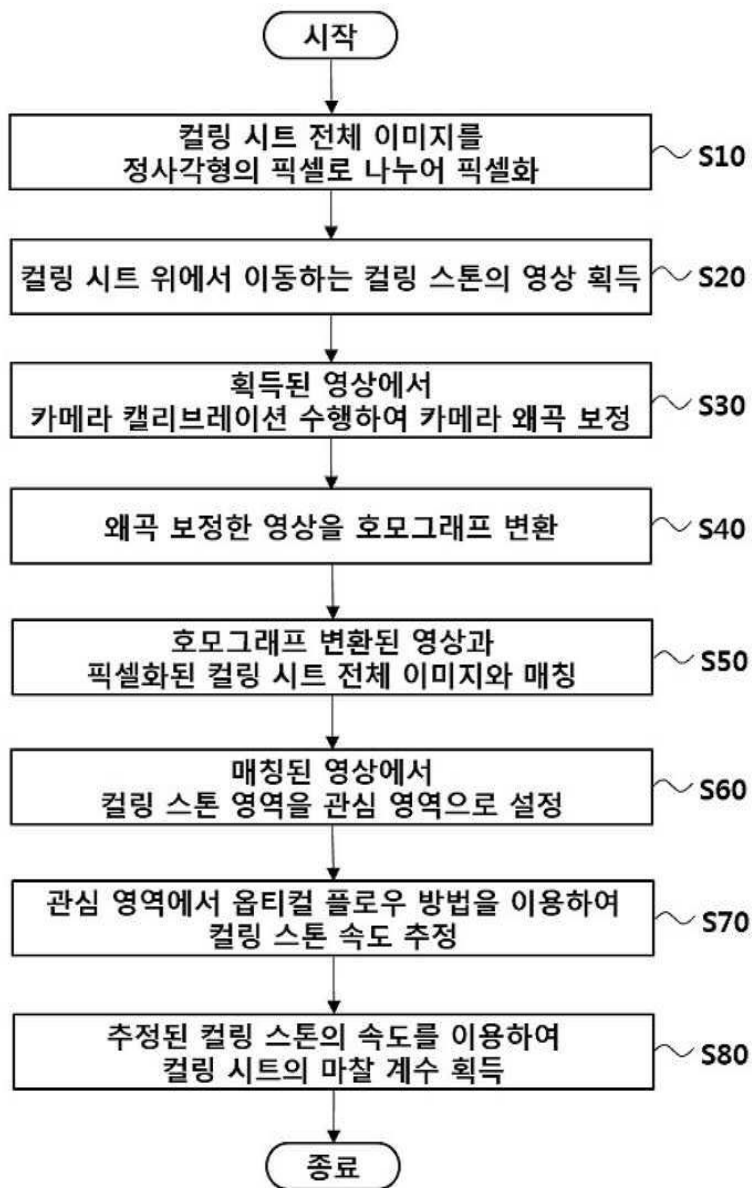 시작
컬링 시트 전체 이미지를
정사각형의 픽셀로 나누어 픽셀화
S10
컬링 시트 위에서 이동하는 컬링 스톤의 영상 획득
S20
획득된 영상에서
카메라 캘리브레이션 수행하여 카메라 왜곡 보정
S30
왜곡 보정한 영상을 호모그래프 변환
S40
호모그래프 변환된 영상과
픽셀화된 컬링 시트 전체 이미지와 매칭
S50
매칭된 영상에서
컬링 스톤 영역을 관심 영역으로 설정
S60
관심 영역에서 옵티컬 플로우 방법을 이용하여
컬링 스톤 속도 추정
S70
추정된 컬링 스톤의 속도를 이용하여
컬링 시트의 마찰 계수 획득
S80
종료